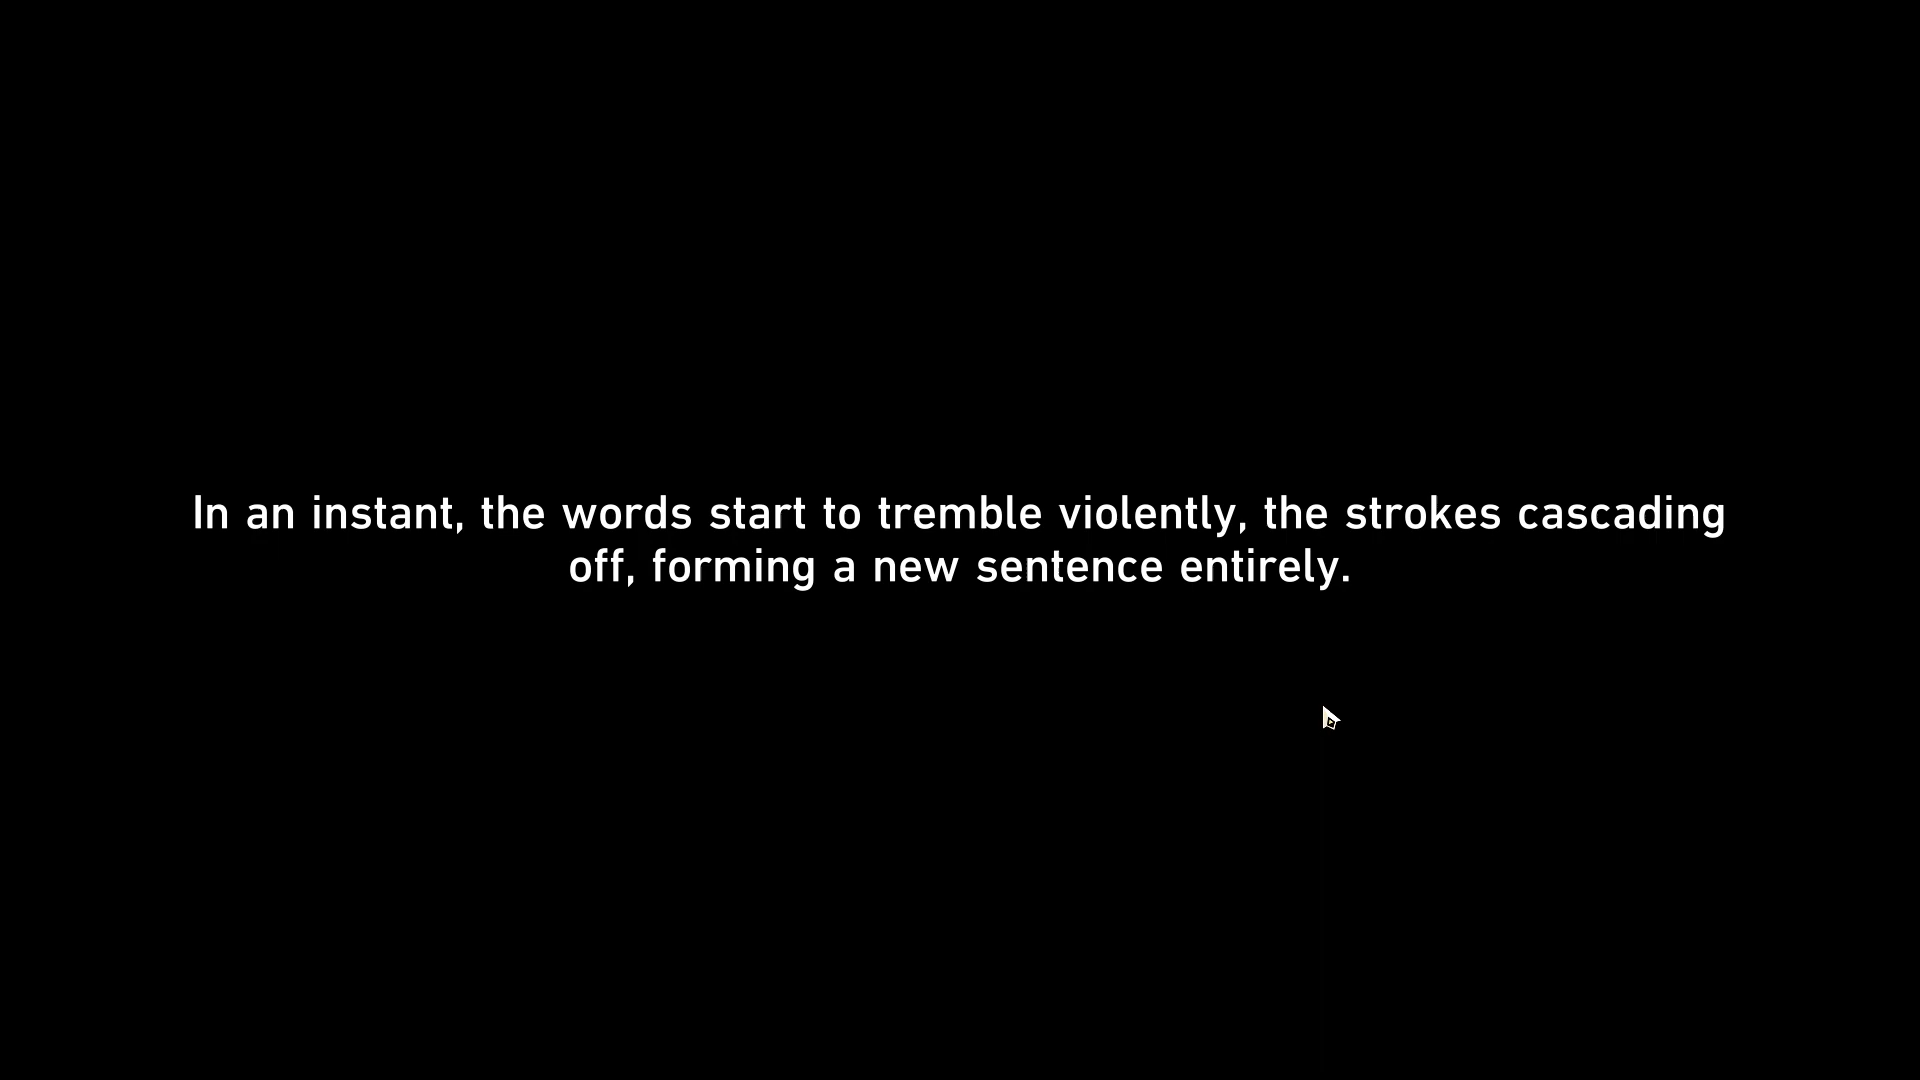 In an instant, the words start to tremble violently, the strokes cascading
off, forming a new sentence entirely.